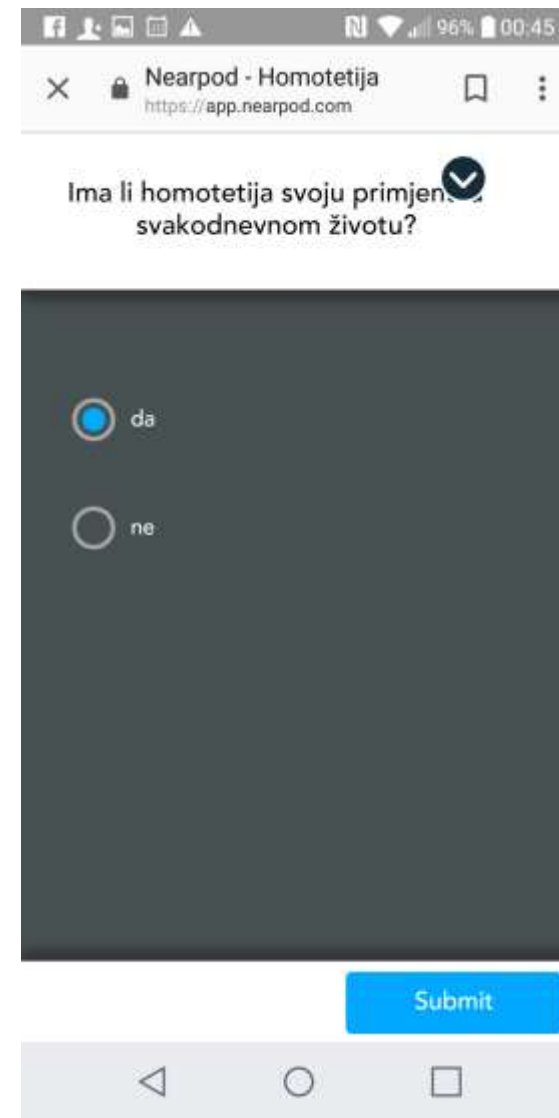 96% 00:45
Nearpod - Homotetija
https://app.nearpod.com
Ima li homotetija svoju primjen
svakodnevnom životu?
da
ne
Submit